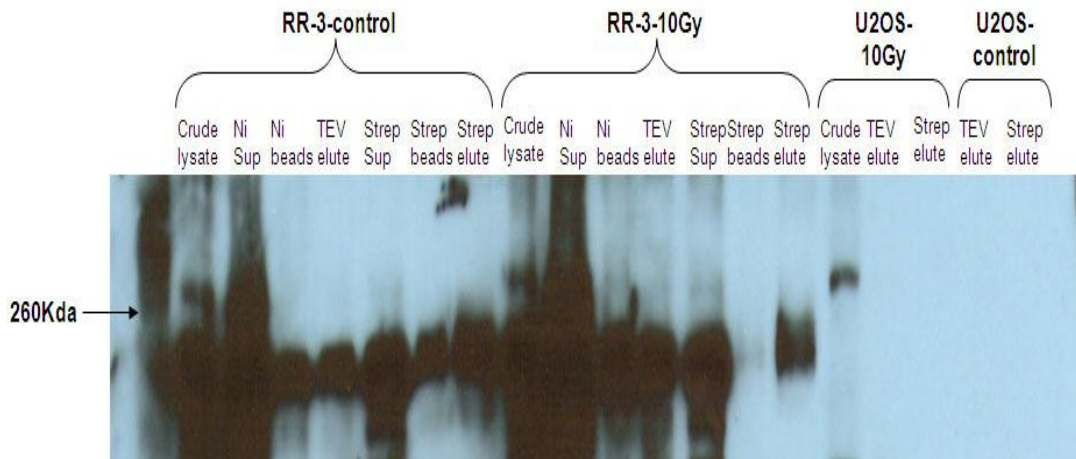 RR-3-control
RR-3-10Gy
U2OS-
10Gy
U2OS-
control
Crude
lysate
Ni
Sup
Ni
beads
TEV
elute
Strep
Sup
Strep
beads
Strep
elute
Crude
lysate
Ni
Sup
Ni
beads
TEV
elute
Strep
Sup
Strep
beads
Strep
elute
Crude
lysate
TEV
elute
Strep
elute
TEV
elute
Strep
elute
260Kda